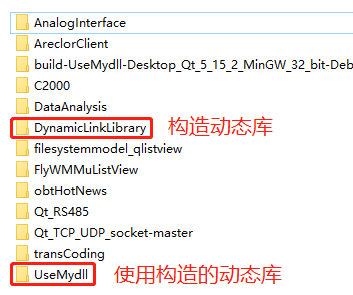 AnalogInterface
AreclorClient
build-UseMydll-Desktop_Qt_5_15_2_MinGW_32_bit-Deb
C2000
DataAnalysis
DynamicLinkLibrary 构造动态库
filesystemmodel_qlistview
FlyWMMuListView
obtHotNews
Qt_RS485
Qt_TCP_UDP_socket-master
transCoding
UseMydll 使用构造的动态库